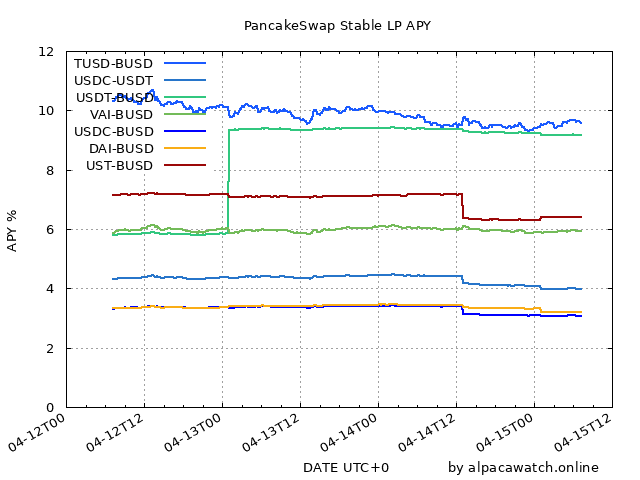 PancakeSwap Stable LP APY
APY %
12
10
8
6
4
2
0
TUSD-BUSD
USDC-USDT
USDT-BUSD
VAI-BUSD
USDC-BUSD
DAI-BUSD
UST-BUSD
04-12T00
04-12T12
04-13T00
04-13T12
04-14T00
04-14T12
04-15T00
04-15T12
DATE UTC+0
by alpacawatch.online